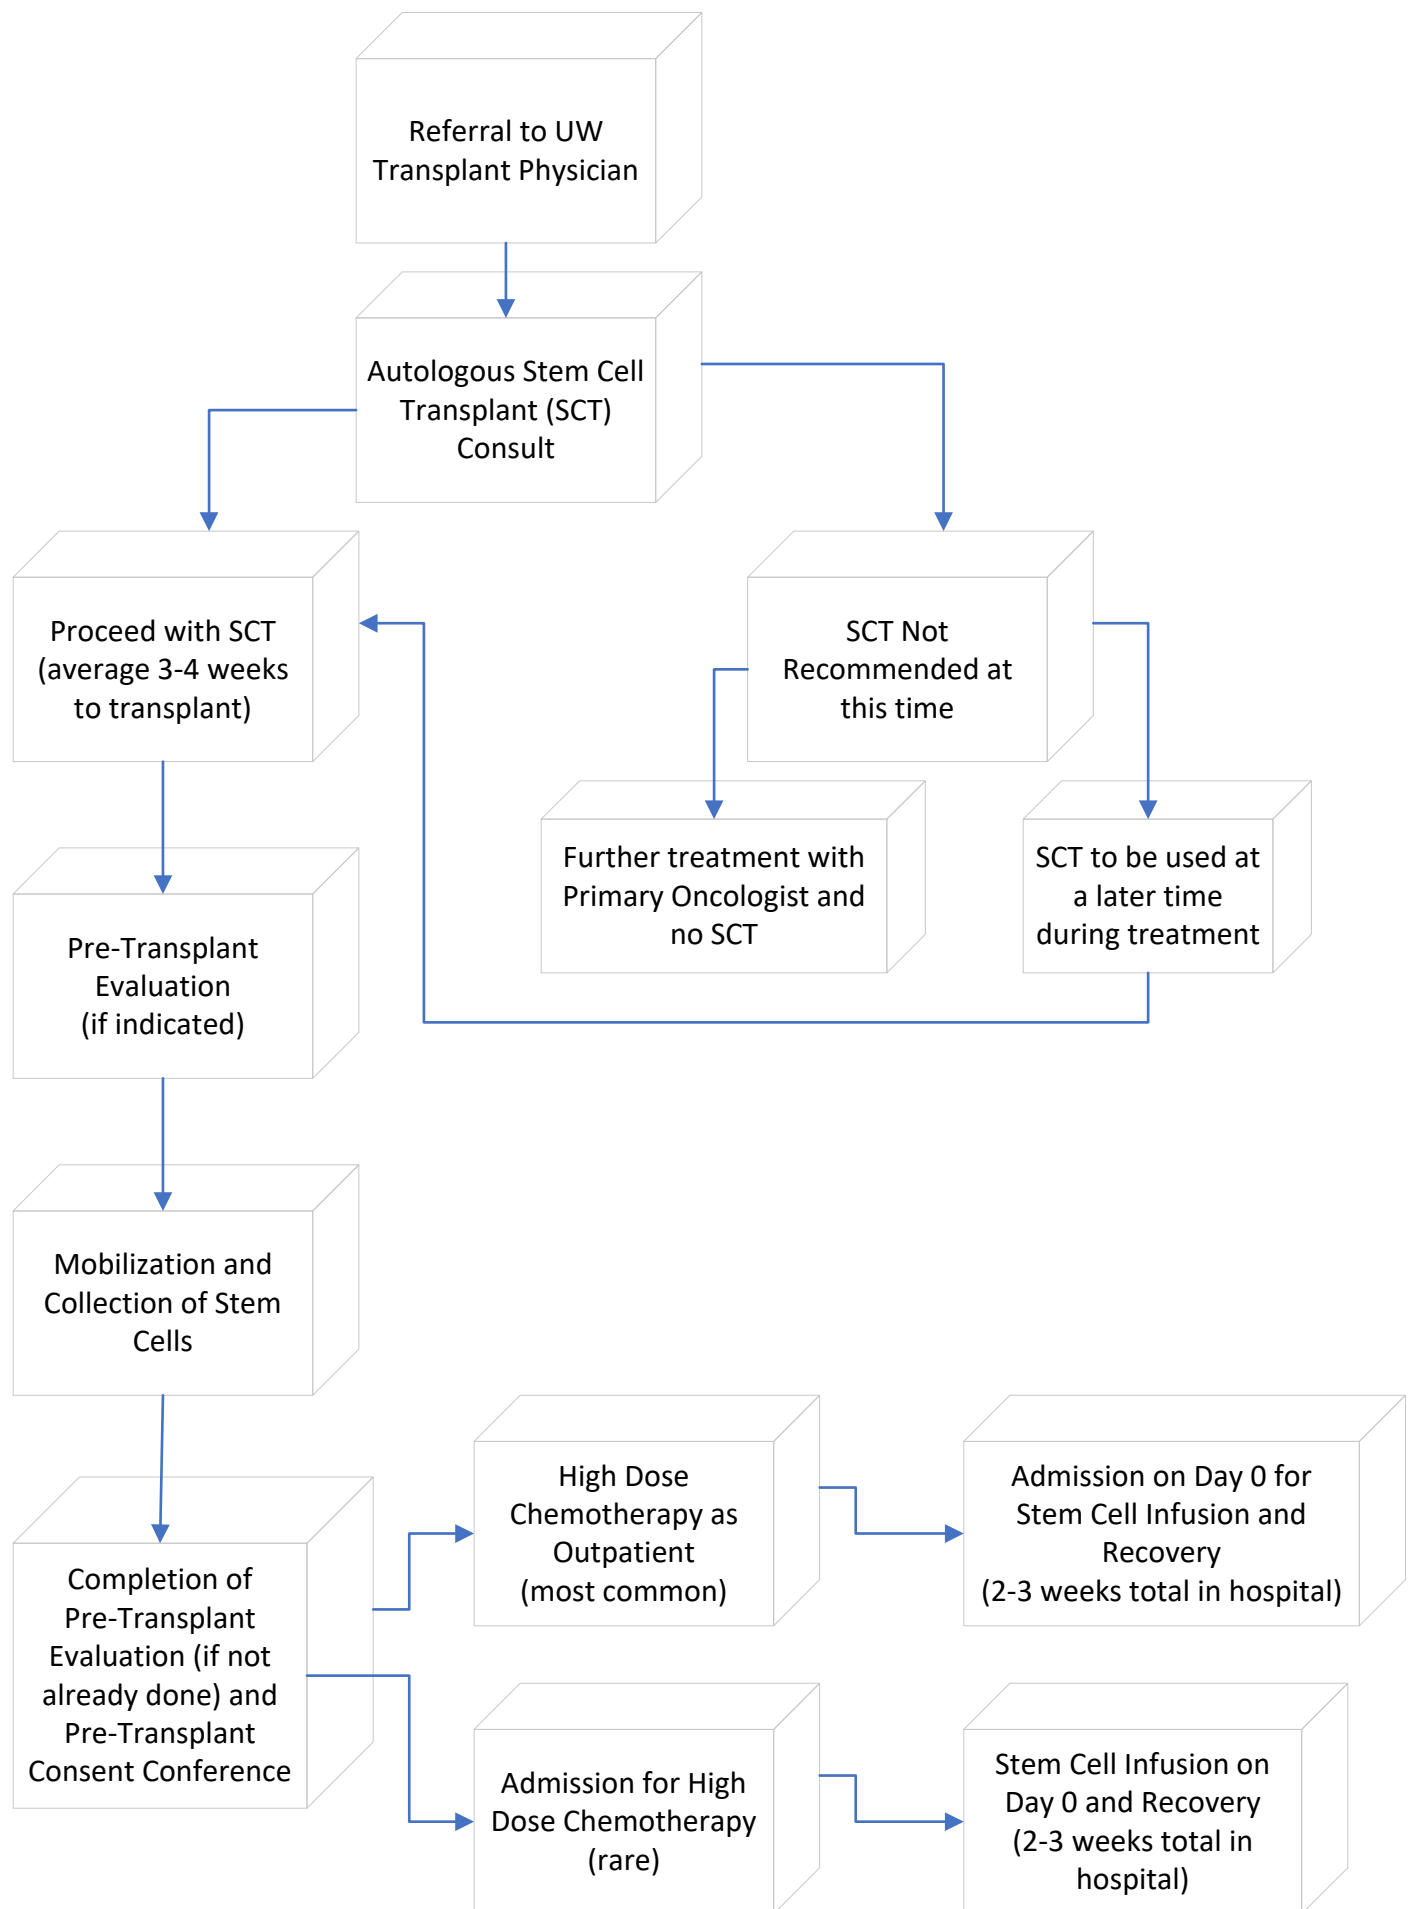 Referral to UW
Transplant Physician
Autologous Stem Cell
Transplant (SCT)
Consult
Proceed with SCT
(average 3-4 weeks
to transplant)
SCT Not
Recommended at
this time
Further treatment with
Primary Oncologist and
no SCT
SCT to be used at
a later time
during treatment
Pre-Transplant
Evaluation
(if indicated)
Mobilization and
Collection of Stem
Cells
Completion of
Pre-Transplant
Evaluation (if not
already done) and
Pre-Transplant
Consent Conference
High Dose
Chemotherapy as
Outpatient
(most common)
Admission on Day 0 for
Stem Cell Infusion and
Recovery
(2-3 weeks total in hospital)
Admission for High
Dose Chemotherapy
(rare)
Stem Cell Infusion on
Day 0 and Recovery
(2-3 weeks total in
hospital)